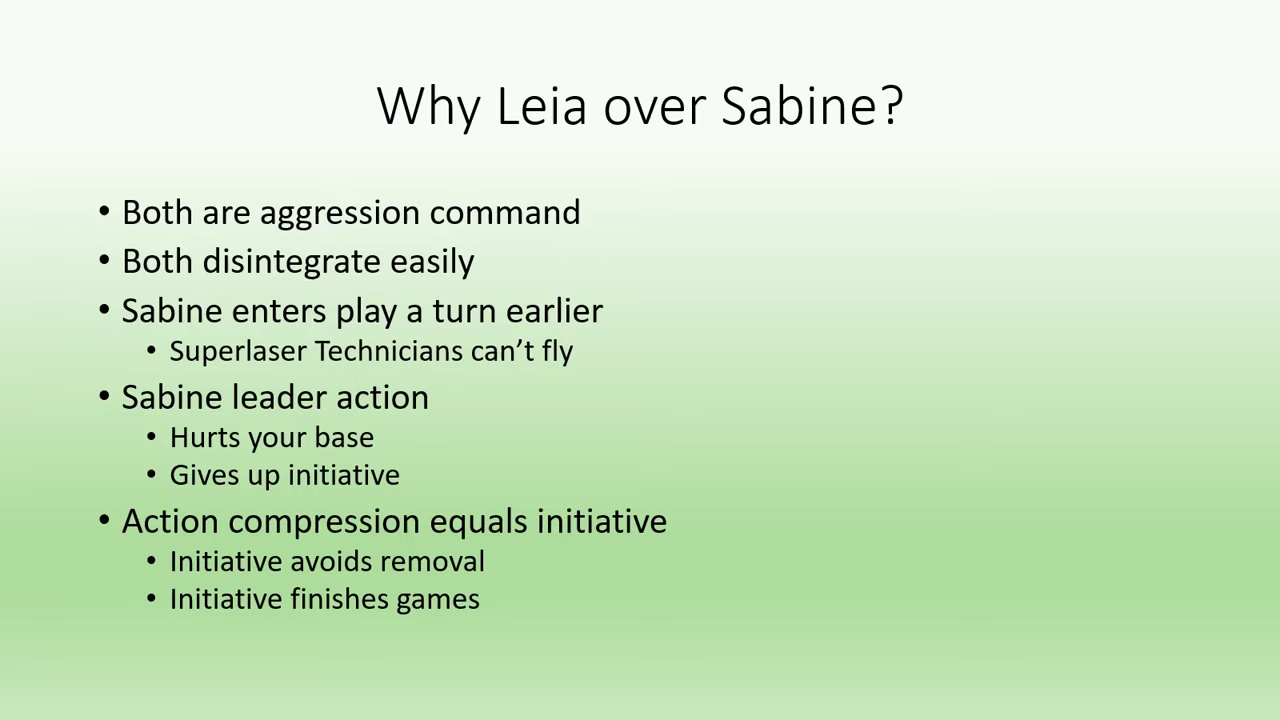 Why Leia over Sabine?
• Both are aggression command
• Both disintegrate easily
• Sabine enters play a turn earlier
• Superlaser Technicians can’t fly
• Sabine leader action
• Hurts your base
• Gives up initiative
• Action compression equals initiative
• Initiative avoids removal
• Initiative finishes games